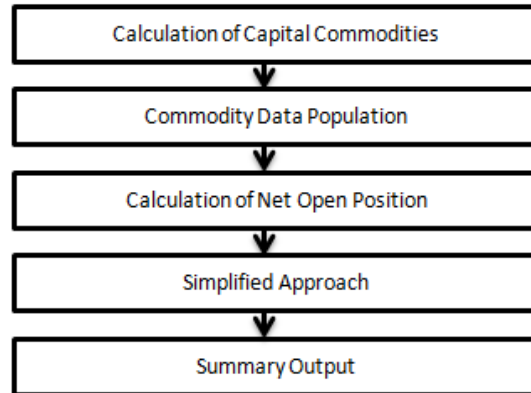 Calculation of Capital Commodities
Commodity Data Population
Calculation of Net Open Position
Simplified Approach
Summary Output